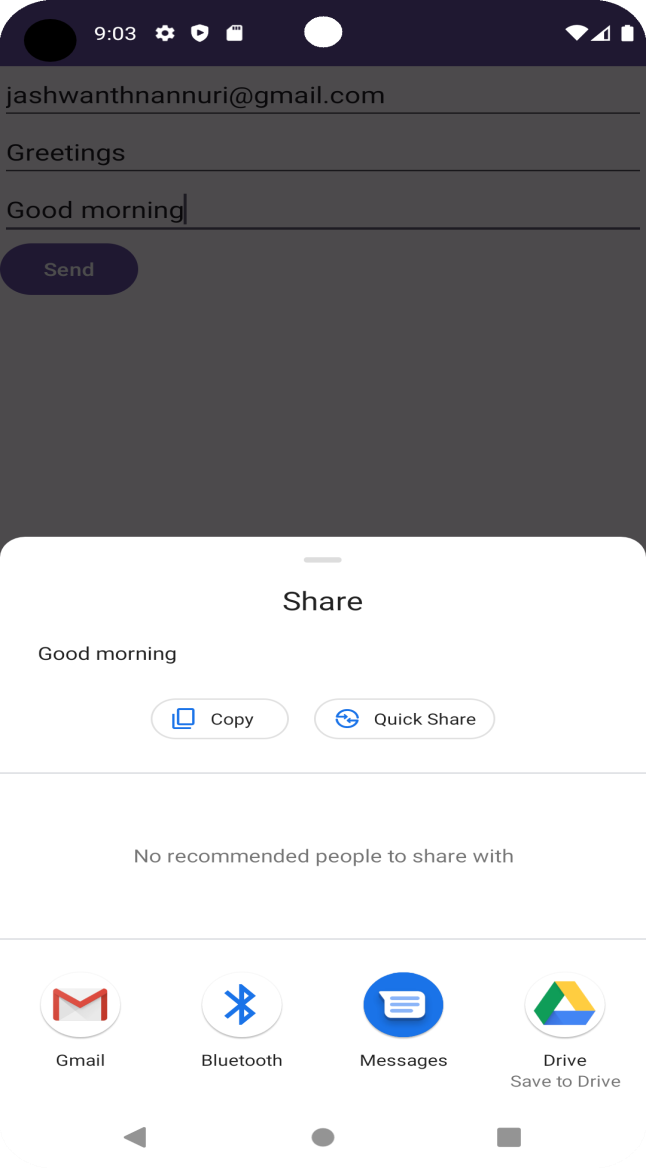 9:03
jashwanthnannuri@gmail.com
Greetings
Good morning
Send
Share
Good morning
Copy Quick Share
No recommended people to share with
Gmail Bluetooth Messages Drive
Save to Drive